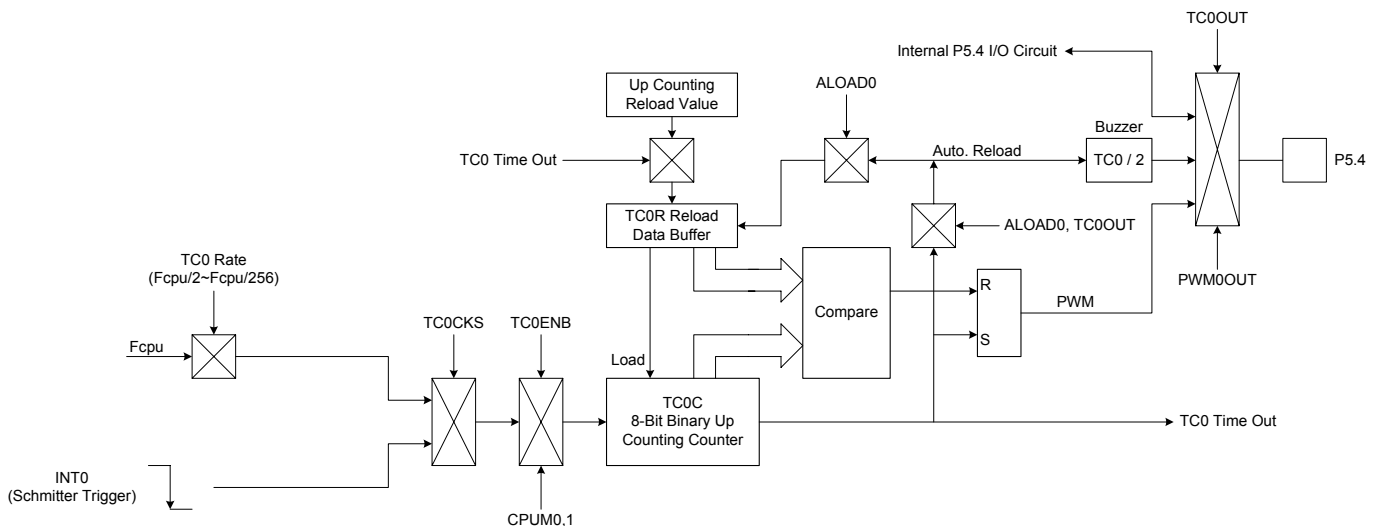 TC0OUT
Internal P5.4 I/O Circuit
Up Counting
Reload Value
ALOAD0
Buzzer
TC0 Time Out
Auto. Reload
TC0 / 2
P5.4
TC0R Reload
Data Buffer
ALOAD0, TC0OUT
TC0 Rate
(Fcpu/2~Fcpu/256)
PWM0OUT
R
PWM
Compare
TC0CKS
TC0ENB
S
Fcpu
Load
TC0C
8-Bit Binary Up
Counting Counter
TC0 Time Out
INT0
(Schmitter Trigger)
CPUM0,1